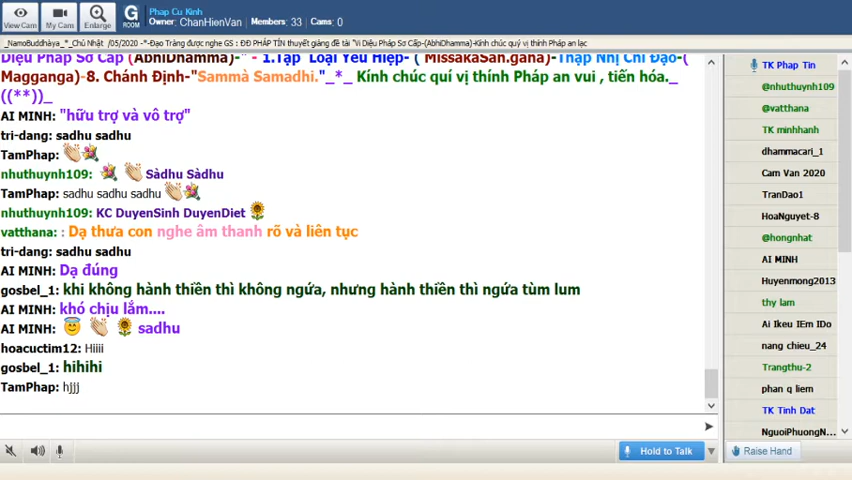 View Cam
My Cam
Enlarge
G
ROOM
Phap Cu Kinh
Owner: ChanHienVan
Members: 33
Cams: 0
_NamoBuddhàya_*_Chủ Nhật /05/2020 -*-Đạo Tràng được nghe GS : ĐĐ PHÁP TÍN thuyết giảng đề tài "Vi Diệu Pháp Sơ Cấp-(AbhiDhamma)-Kính chúc quý vị thính Pháp an lạc
Diệu Pháp Sơ Cấp (AbhiDhamma)-" - 1.Tạp Loại Yếu Hiệp- ( MissakaSan.gaha)-Thập Nhị Chi Đạo-(
Magganga)-8. Chánh Định-"Sammà Samadhi."_*_ Kính chúc quí vị thính Pháp an vui , tiến hóa._
((**))_
AI MINH: "hữu trợ và vô trợ"
tri-dang: sadhu sadhu
TamPhap:
nhuthuynh109: Sàdhu Sàdhu
TamPhap: sadhu sadhu sadhu
nhuthuynh109: KC DuyenSinh DuyenDiet
vatthana: : Dạ thưa con nghe âm thanh rõ và liên tục
tri-dang: sadhu sadhu
AI MINH: Dạ đúng
gosbel_1: khi không hành thiền thì không ngứa, nhưng hành thiền thì ngứa tùm lum
AI MINH: khó chịu lắm....
AI MINH: sadhu
hoacuctim12: Hiiii
gosbel_1: hihihi
TamPhap: hjjj
Hold to Talk
TK Phap Tin
@nhuthuynh109
@vatthana
TK minhhanh
dhammacari_1
Cam Van 2020
TranDao1
HoaNguyet-8
@hongnhat
AI MINH
Huyenmong2013
thy lam
Ai Ikeu IEm IDo
nang chieu_24
Trangthu-2
phan q liem
TK Tinh Dat
NguoiPhuongN...
Raise Hand